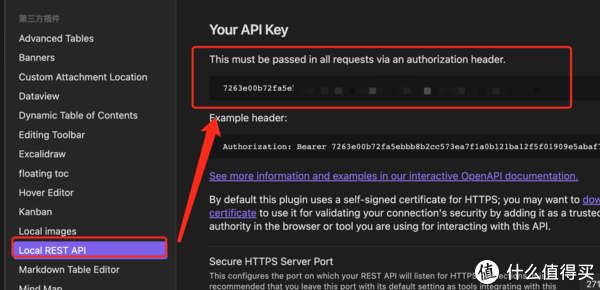 第三方插件
Advanced Tables
Banners
Custom Attachment Location
Dataview
Dynamic Table of Contents
Editing Toolbar
Excalidraw
floating toc
Hover Editor
Kanban
Local images
Local REST API
Markdown Table Editor
Mind Map
Your API Key
This must be passed in all requests via an authorization header.
7263e00b72fa5e
Example header:
Authorization: Bearer 7263e00b72fa5ebbb8b2cc573ea7f1a0b121ba12f5f01909e5abaf
See more information and examples in our interactive OpenAPI documentation.
By default this plugin uses a self-signed certificate for HTTPS; you may want to dow
certificate to use it for validating your connection's security by adding it as a trusted
authority in the browser or tool you are using for interacting with this API.
Secure HTTPS Server Port
This configures the port on which your REST API will listen for HTTPS
recommended that you leave this port with its default setting as tools integrating with this
值 什么值得买
271